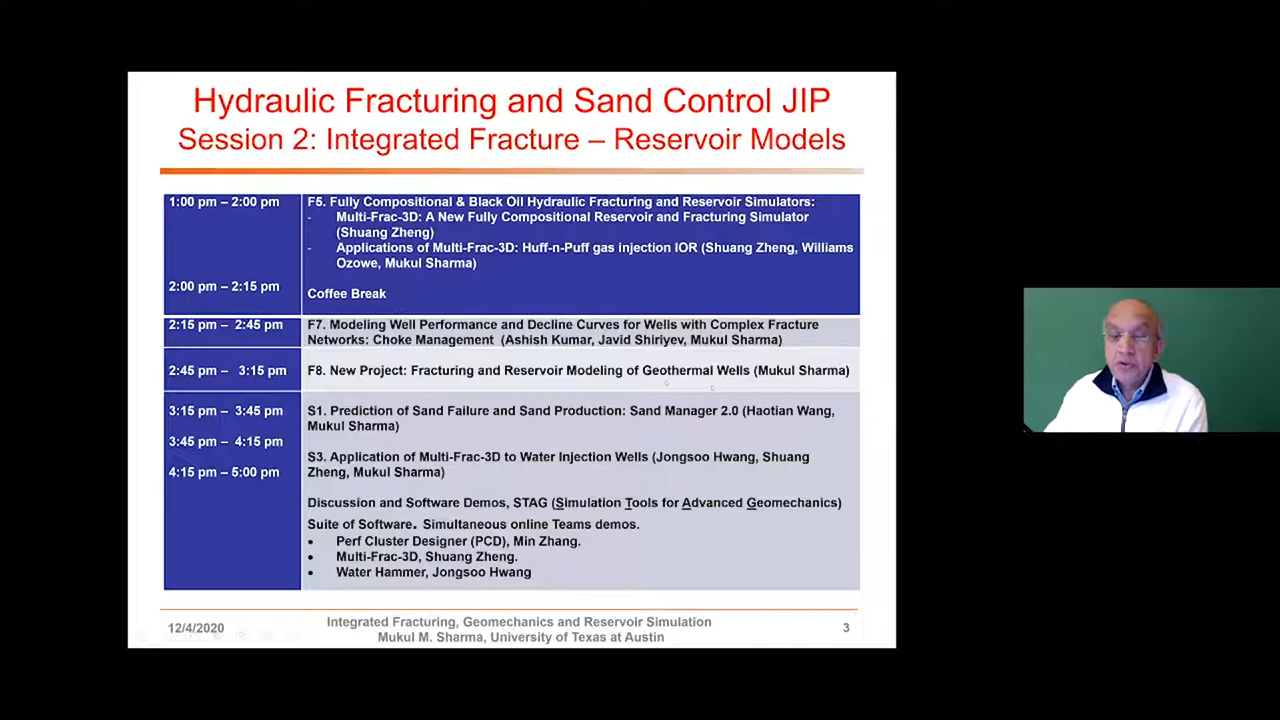 Hydraulic Fracturing and Sand Control JIP
Session 2: Integrated Fracture – Reservoir Models
1:00 pm – 2:00 pm
F5. Fully Compositional & Black Oil Hydraulic Fracturing and Reservoir Simulators:
- Multi-Frac-3D: A New Fully Compositional Reservoir and Fracturing Simulator
(Shuang Zheng)
- Applications of Multi-Frac-3D: Huff-n-Puff gas injection IOR (Shuang Zheng, Williams
Ozowe, Mukul Sharma)
2:00 pm – 2:15 pm
Coffee Break
2:15 pm – 2:45 pm
F7. Modeling Well Performance and Decline Curves for Wells with Complex Fracture
Networks: Choke Management (Ashish Kumar, Javid Shiriyev, Mukul Sharma)
2:45 pm – 3:15 pm
F8. New Project: Fracturing and Reservoir Modeling of Geothermal Wells (Mukul Sharma)
3:15 pm – 3:45 pm
S1. Prediction of Sand Failure and Sand Production: Sand Manager 2.0 (Haotian Wang,
Mukul Sharma)
3:45 pm – 4:15 pm
S3. Application of Multi-Frac-3D to Water Injection Wells (Jongsoo Hwang, Shuang
Zheng, Mukul Sharma)
4:15 pm – 5:00 pm
Discussion and Software Demos, STAG (Simulation Tools for Advanced Geomechanics)
Suite of Software. Simultaneous online Teams demos.
• Perf Cluster Designer (PCD), Min Zhang.
• Multi-Frac-3D, Shuang Zheng.
• Water Hammer, Jongsoo Hwang
12/4/2020
Integrated Fracturing, Geomechanics and Reservoir Simulation
Mukul M. Sharma, University of Texas at Austin
3